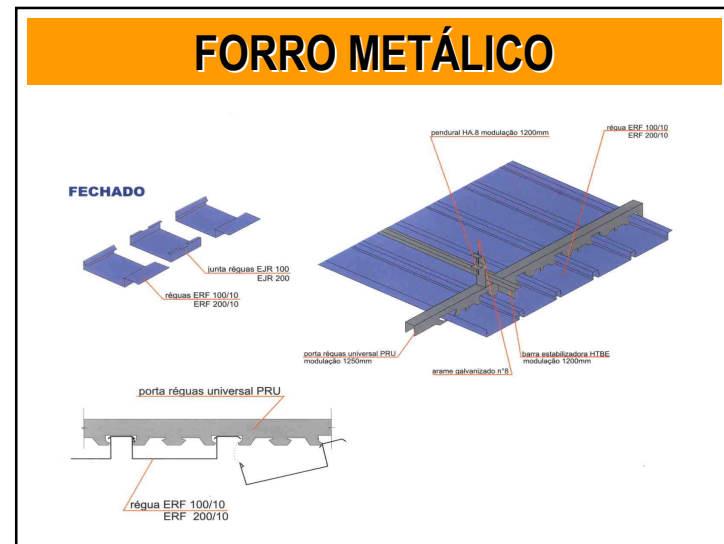 FORRO METÁLICO
pendural HA.8 modulação 1200mm
régua ERF 100/10
ERF 200/10
FECHADO
junta réguas EJR 100
EJR 200
réguas ERF 100/10
ERF 200/10
porta réguas universal PRU
modulação 1250mm
barra estabilizadora HTBE
modulação 1200mm
arame galvanizado n°8
porta réguas universal PRU
régua ERF 100/10
ERF 200/10